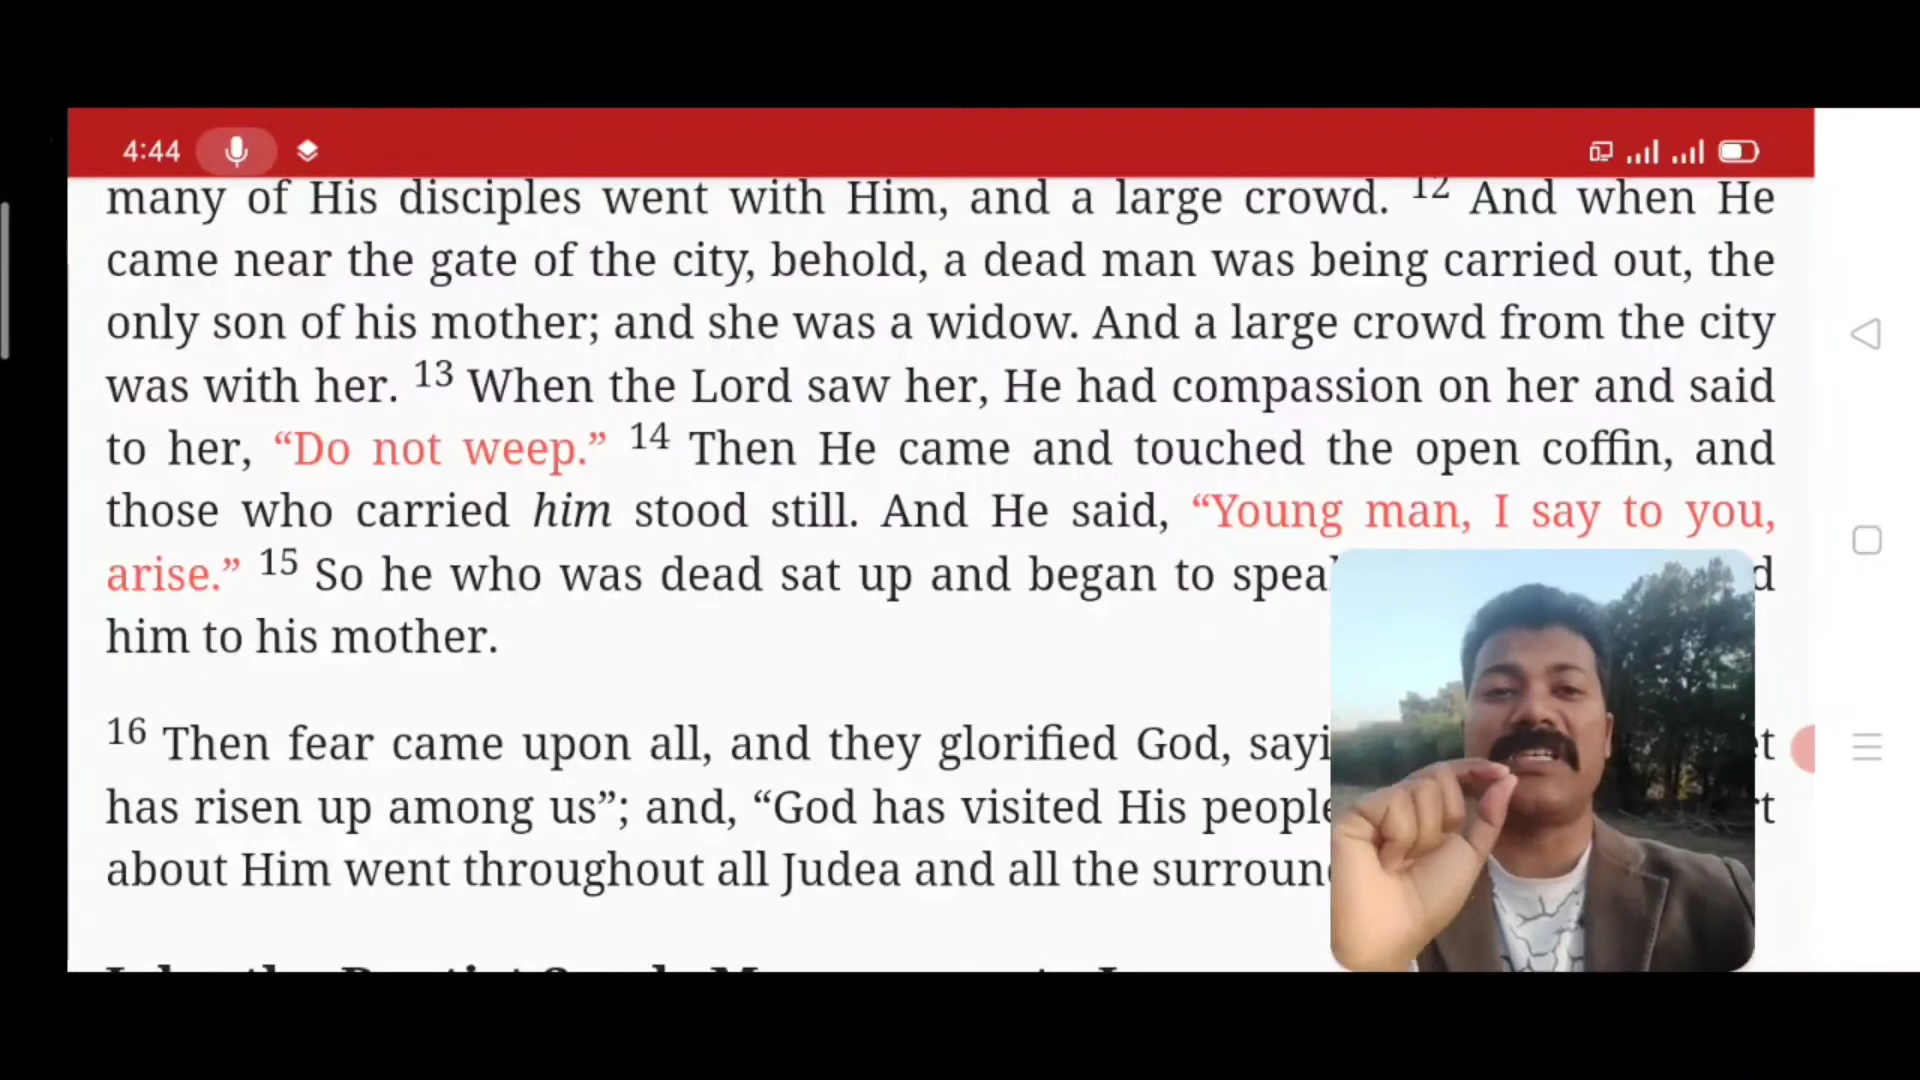 4:44
many of His disciples went with Him, and a large crowd. 12 And when He
came near the gate of the city, behold, a dead man was being carried out, the
only son of his mother; and she was a widow. And a large crowd from the city
was with her. 13 When the Lord saw her, He had compassion on her and said
to her, “Do not weep.” 14 Then He came and touched the open coffin, and
those who carried him stood still. And He said, “Young man, I say to you,
arise.” 15 So he who was dead sat up and began to
him to his mother.
16 Then fear came upon all, and they glorified God,
has risen up among us”; and, “God has visited His
about Him went throughout all Judea and all the